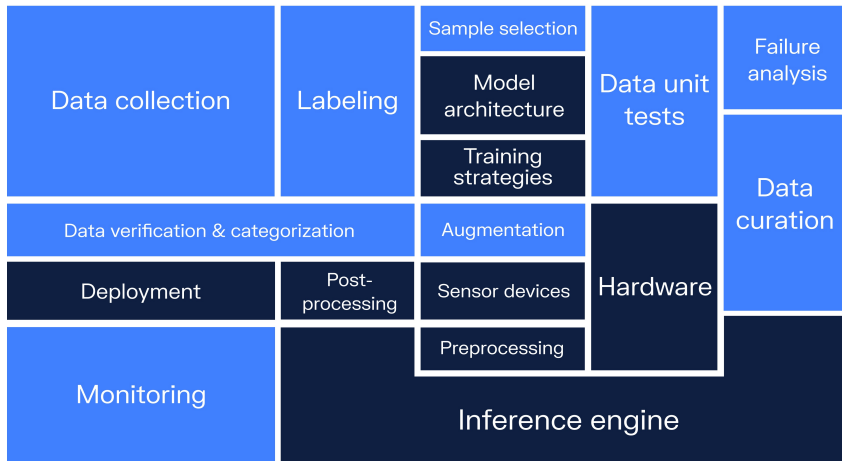 Data collection
Labeling
Sample selection
Model
architecture
Training
strategies
Data unit
tests
Failure
analysis
Data
curation
Data verification & categorization
Augmentation
Deployment
Post-
processing
Sensor devices
Hardware
Monitoring
Preprocessing
Inference engine